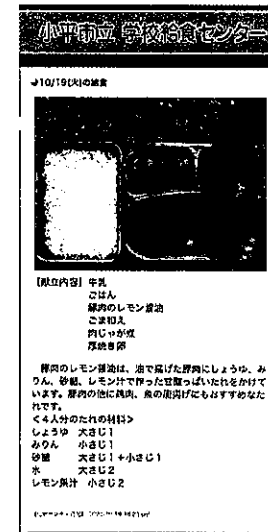 小平市立 学校給食センター
10/19(火)の給食
【献立内容】 牛乳
ごはん
豚肉のレモン醤油
ごま和え
肉じゃが煮
厚焼き卵
豚肉のレモン醤油は、油で揚げた豚肉にしょうゆ、み
りん、砂糖、レモン汁で作った甘酸っぱいたれをかけて
います。豚肉の他に鶏肉、魚の唐揚げにもおすすめなた
れです。
＜4人分のたれの材料＞
しょうゆ 大さじ1
みりん 小さじ1
砂糖 大さじ1＋小さじ1
水 大さじ2
レモン果汁 小さじ2